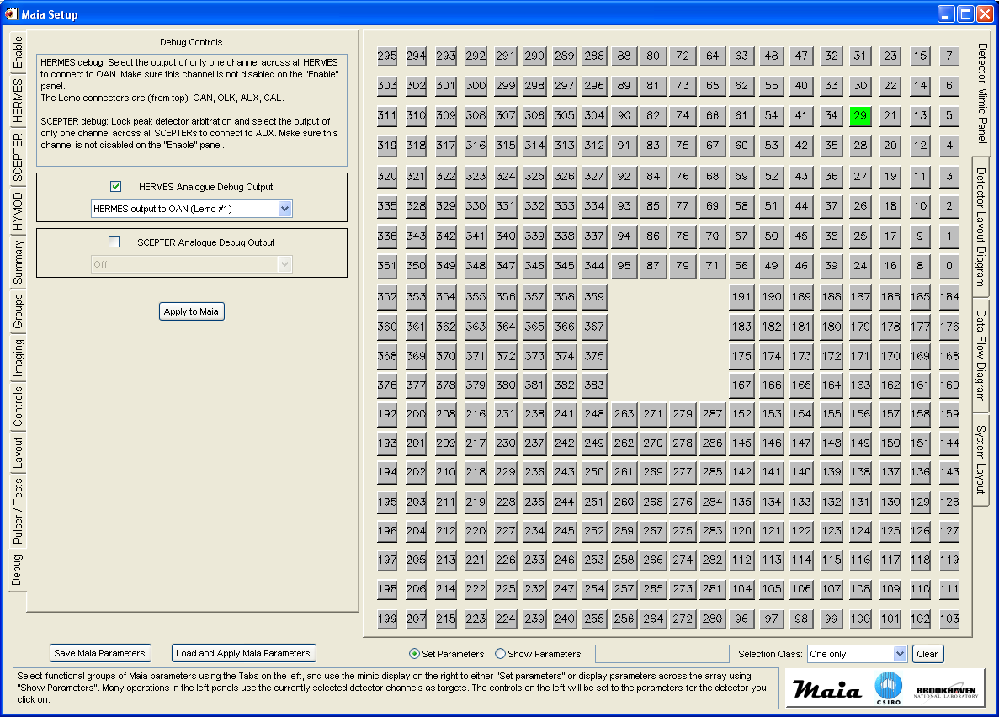 Maia Setup
Enable
HERMES
SCEPTER
HYMOD
Summary
Groups
Imaging
Controls
Layout
Pulser / Tests
Debug
Debug Controls
HERMES debug: Select the output of only one channel across all HERMES
to connect to OAN. Make sure this channel is not disabled on the "Enable"
panel.
The Lemo connectors are (from top): OAN, OLK, AUX, CAL.
SCEPTER debug: Lock peak detector arbitration and select the output of
only one channel across all SCEPTERs to connect to AUX. Make sure this
channel is not disabled on the "Enable" panel.
HERMES Analogue Debug Output
HERMES output to OAN (Lemo #1)
SCEPTER Analogue Debug Output
Off
Apply to Maia
295 294 293 292 291 290 289 288 88 80 72 64 63 48 47 32 31 23 15 7
303 302 301 300 299 298 297 296 89 81 73 65 62 55 40 33 30 22 14 6
311 310 309 308 307 306 305 304 90 82 74 66 61 54 41 34 29 21 13 5
319 318 317 316 315 314 313 312 91 83 75 67 60 53 42 35 28 20 12 4
320 321 322 323 324 325 326 327 92 84 76 68 59 52 43 36 27 19 11 3
335 328 329 330 331 332 333 334 93 85 77 69 58 51 44 37 26 18 10 2
336 343 342 341 340 339 338 337 94 86 78 70 57 50 45 38 25 17 9 1
351 350 349 348 347 346 345 344 95 87 79 71 56 49 46 39 24 16 8 0
352 353 354 355 356 357 358 359 191 190 189 188 187 186 185 184
360 361 362 363 364 365 366 367 183 182 181 180 179 178 177 176
368 369 370 371 372 373 374 375 175 174 173 172 171 170 169 168
376 377 378 379 380 381 382 383 167 166 165 164 163 162 161 160
192 200 208 216 231 238 241 248 263 271 279 287 152 153 154 155 156 157 158 159
193 201 209 217 230 237 242 249 262 270 278 286 145 146 147 148 149 150 151 144
194 202 210 218 229 236 243 250 261 269 277 285 142 141 140 139 138 137 136 143
195 203 211 219 228 235 244 251 260 268 276 284 135 134 133 132 131 130 129 128
196 204 212 220 227 234 245 252 259 267 275 283 120 121 122 123 124 125 126 127
197 205 213 221 226 233 246 253 258 266 274 282 112 113 114 115 116 117 118 119
198 206 214 222 225 232 247 254 257 265 273 281 104 105 106 107 108 109 110 111
199 207 215 223 224 239 240 255 256 264 272 280 96 97 98 99 100 101 102 103
Detector Mimic Panel
Detector Layout Diagram
Data-Flow Diagram
System Layout
Save Maia Parameters
Load and Apply Maia Parameters
Set Parameters
Show Parameters
Selection Class:
One only
Clear
Select functional groups of Maia parameters using the Tabs on the left, and use the mimic display on the right to either "Set parameters" or display parameters across the array using
"Show Parameters". Many operations in the left panels use the currently selected detector channels as targets. The controls on the left will be set to the parameters for the detector you
click on.
Maia
CSIRO
BROOKHAVEN
NATIONAL LABORATORY